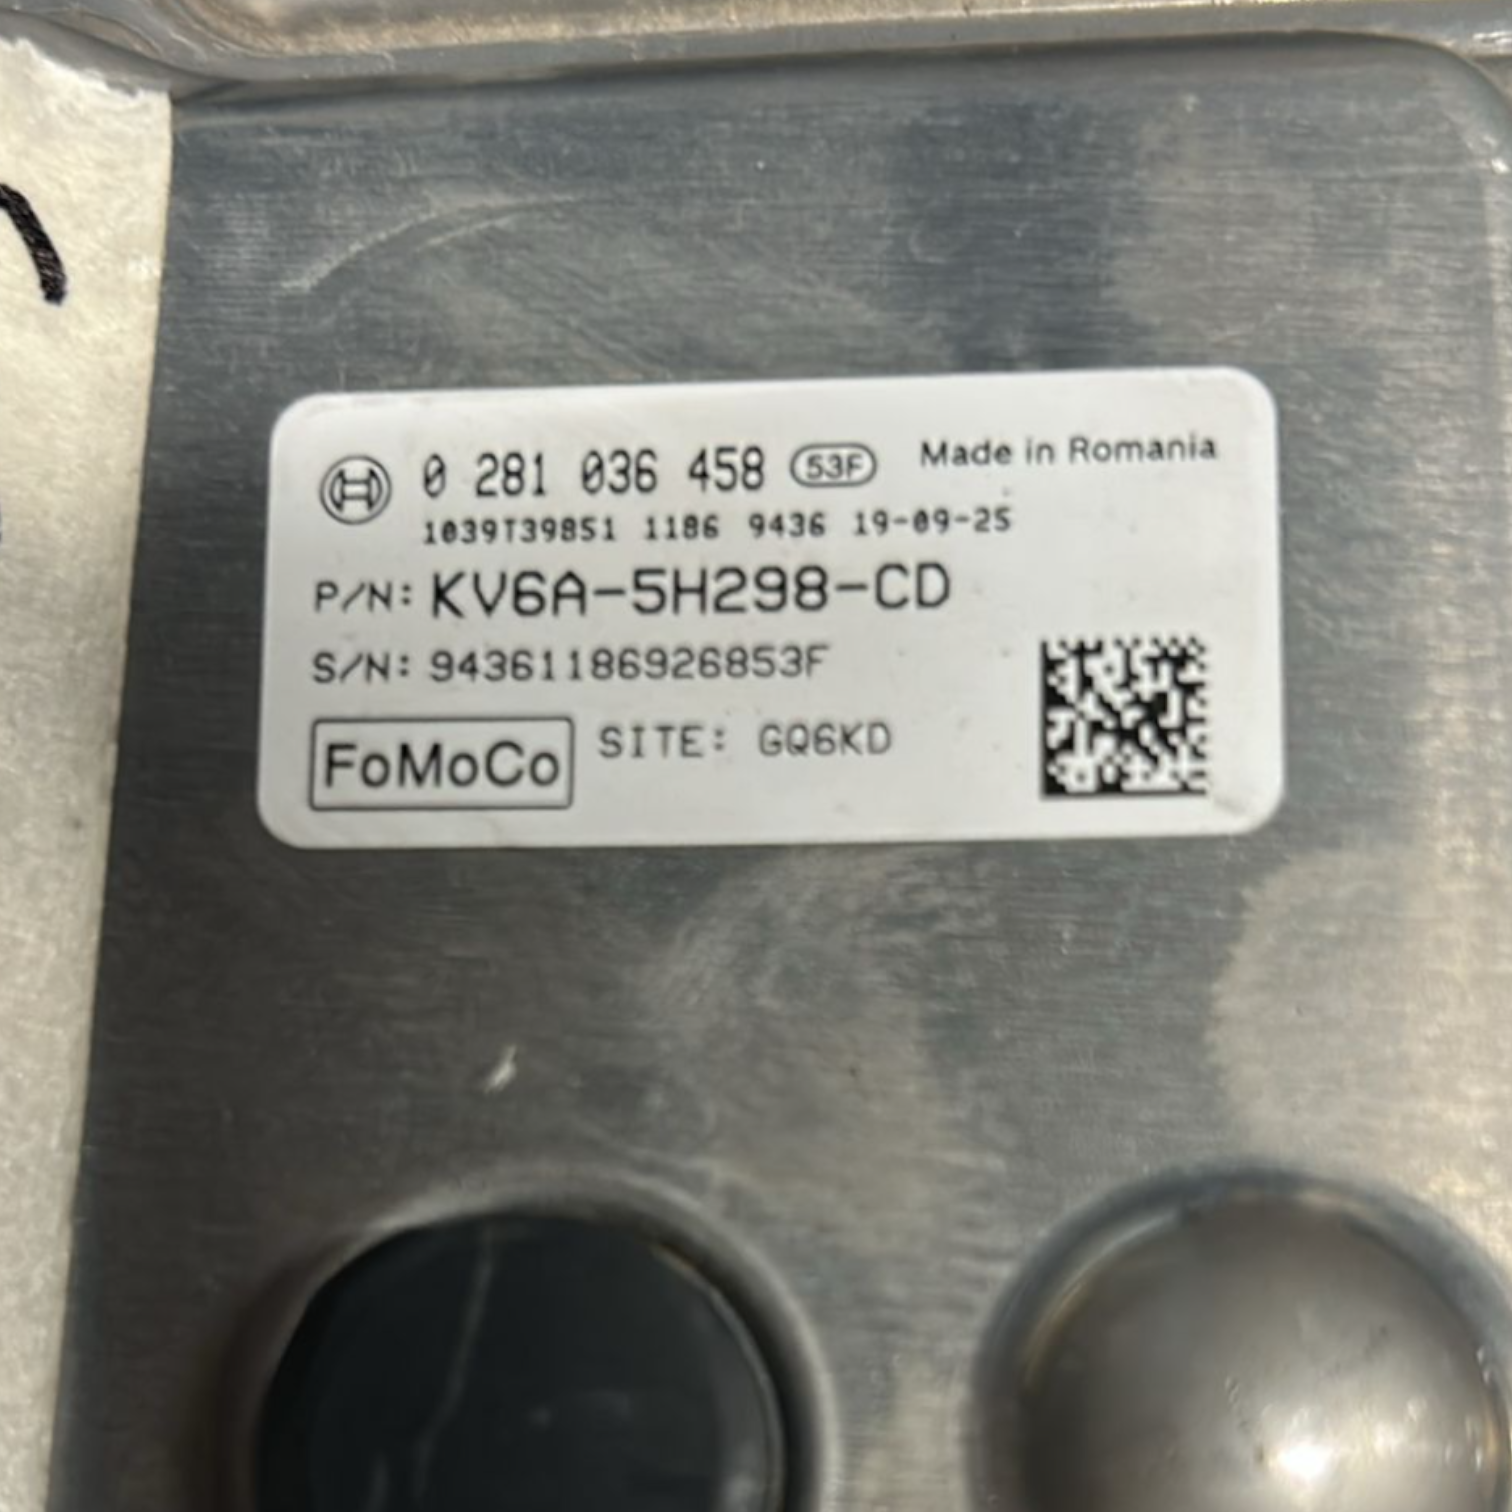 0 281 036 458 53F Made in Romania
1039T39851 1186 9436 19-09-25
P/N: KV6A-5H298-CD
S/N: 94361186926853F
FoMoCo SITE: GQ6KD